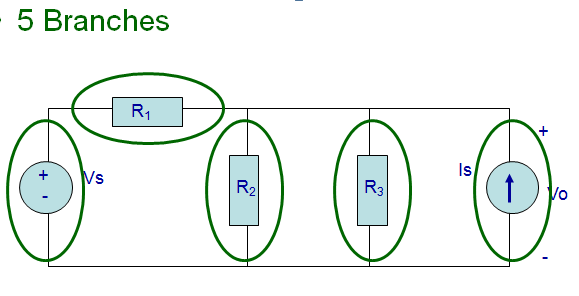 5 Branches
R1
+
-
Vs
R2
R3
Is
+
Vo
-